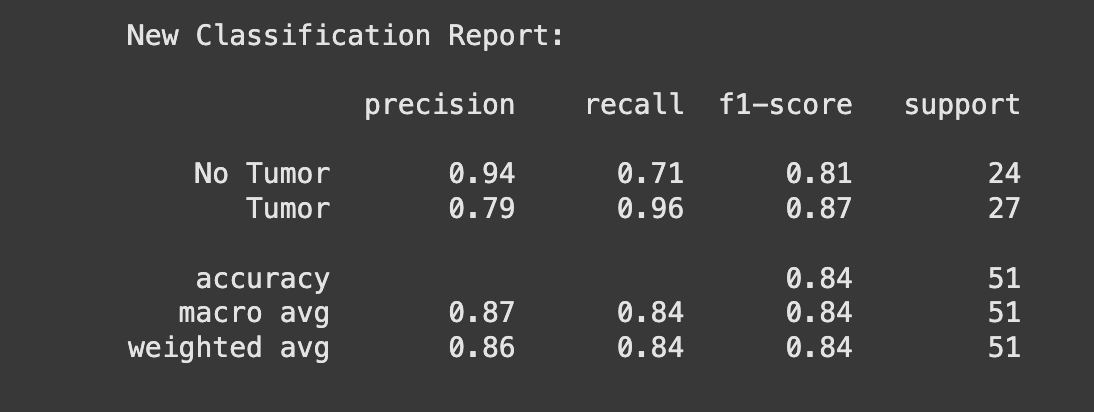 New Classification Report:
precision recall f1-score support
No Tumor 0.94 0.71 0.81 24
Tumor 0.79 0.96 0.87 27
accuracy 0.84 51
macro avg 0.87 0.84 0.84 51
weighted avg 0.86 0.84 0.84 51